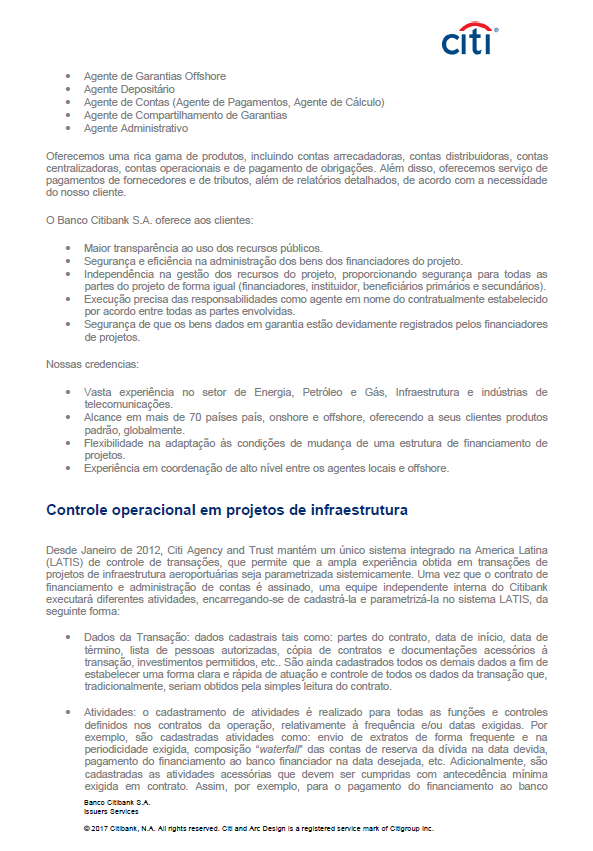 citi®
• Agente de Garantias Offshore
• Agente Depositário
• Agente de Contas (Agente de Pagamentos, Agente de Cálculo)
• Agente de Compartilhamento de Garantias
• Agente Administrativo
Oferecemos uma rica gama de produtos, incluindo contas arrecadadoras, contas distribuidoras, contas
centralizadoras, contas operacionais e de pagamento de obrigações. Além disso, oferecemos serviço de
pagamentos de fornecedores e de tributos, além de relatórios detalhados, de acordo com a necessidade
do nosso cliente.
O Banco Citibank S.A. oferece aos clientes:
• Maior transparência ao uso dos recursos públicos.
• Segurança e eficiência na administração dos bens dos financiadores do projeto.
• Independência na gestão dos recursos do projeto, proporcionando segurança para todas as
partes do projeto de forma igual (financiadores, instituidor, beneficiários primários e secundários).
• Execução precisa das responsabilidades como agente em nome do contratualmente estabelecido
por acordo entre todas as partes envolvidas.
• Segurança de que os bens dados em garantia estão devidamente registrados pelos financiadores
de projetos.
Nossas credencias:
• Vasta experiência no setor de Energia, Petróleo e Gás, Infraestrutura e indústrias de
telecomunicações.
• Alcance em mais de 70 países país, onshore e offshore, oferecendo a seus clientes produtos
padrão, globalmente.
• Flexibilidade na adaptação às condições de mudança de uma estrutura de financiamento de
projetos.
• Experiência em coordenação de alto nível entre os agentes locais e offshore.
Controle operacional em projetos de infraestrutura
Desde Janeiro de 2012, Citi Agency and Trust mantém um único sistema integrado na America Latina
(LATIS) de controle de transações, que permite que a ampla experiência obtida em transações de
projetos de infraestrutura aeroportuárias seja parametrizada sistemicamente. Uma vez que o contrato de
financiamento e administração de contas é assinado, uma equipe independente interna do Citibank
executará diferentes atividades, encarregando-se de cadastrá-la e parametrizá-la no sistema LATIS, da
seguinte forma:
• Dados da Transação: dados cadastrais tais como: partes do contrato, data de início, data de
término, lista de pessoas autorizadas, cópia de contratos e documentações acessórios á
transação, investimentos permitidos, etc.. São ainda cadastrados todos os demais dados a fim de
estabelecer uma forma clara e rápida de atuação e controle de todos os dados da transação que,
tradicionalmente, seriam obtidos pela simples leitura do contrato.
• Atividades: o cadastramento de atividades é realizado para todas as funções e controles
definidos nos contratos da operação, relativamente à frequência e/ou datas exigidas. Por
exemplo, são cadastradas atividades como: envio de extratos de forma frequente e na
periodicidade exigida, composição “waterfall” das contas de reserva da dívida na data devida,
pagamento do financiamento ao banco financiador na data desejada, etc. Adicionalmente, são
cadastradas as atividades acessórias que devem ser cumpridas com antecedência mínima
exigida em contrato. Assim, por exemplo, para o pagamento do financiamento ao banco
Banco Citibank S.A.
Issuers Services
© 2017 Citibank, N.A. All rights reserved. Citi and Arc Design is a registered service mark of Citigroup Inc.